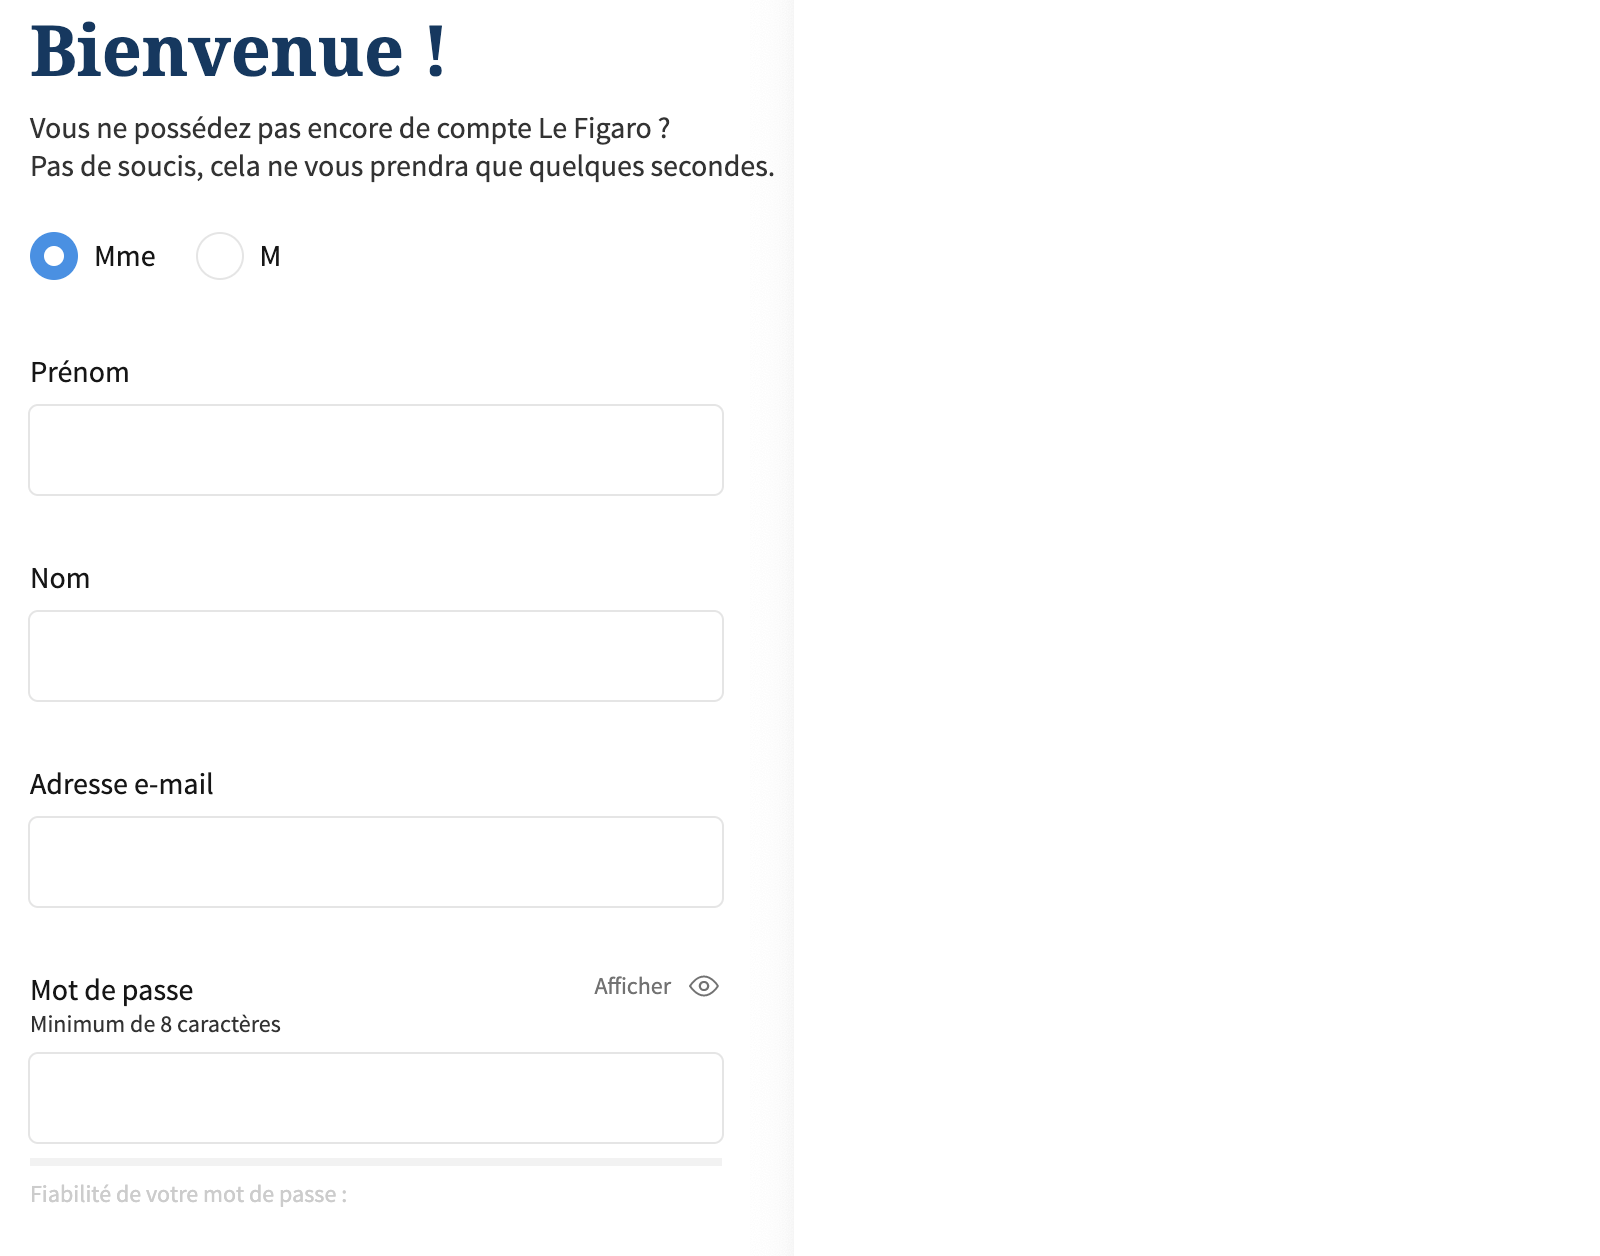 Bienvenue !
Vous ne possédez pas encore de compte Le Figaro ?
Pas de soucis, cela ne vous prendra que quelques secondes.
Mme M
Prénom
Nom
Adresse e-mail
Mot de passe Afficher
Minimum de 8 caractères
Fiabilité de votre mot de passe :